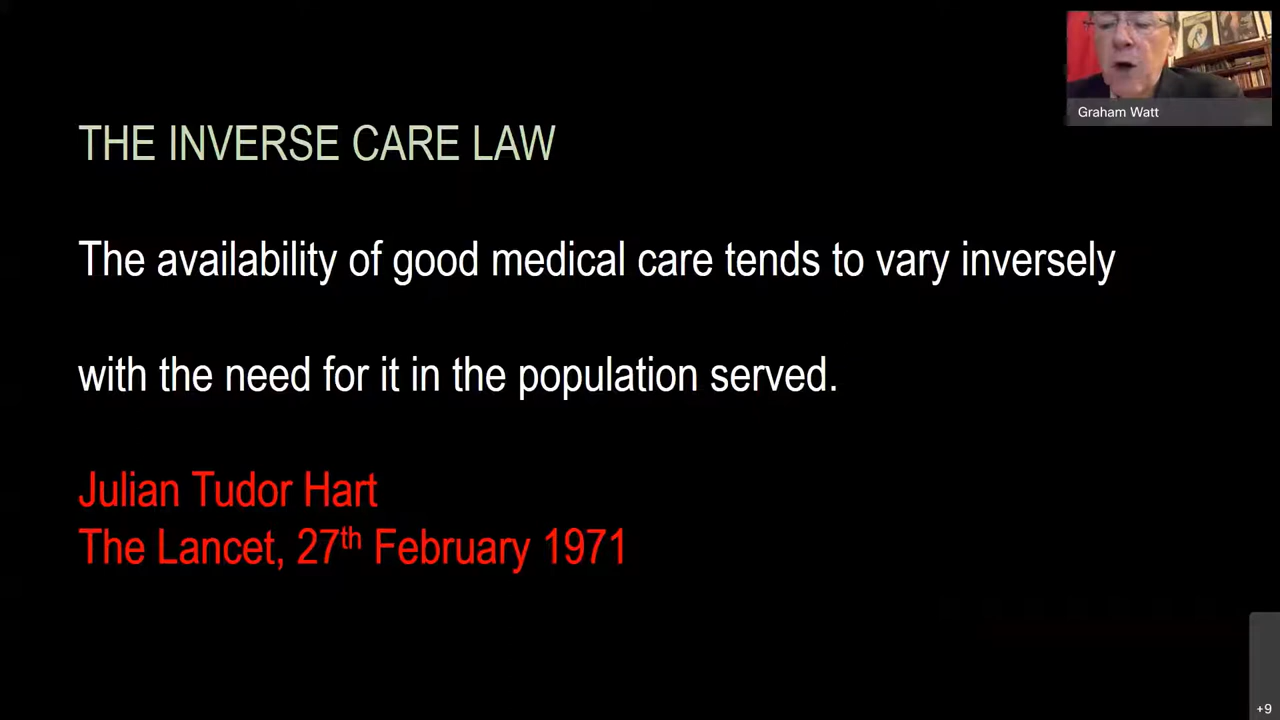 Graham Watt
THE INVERSE CARE LAW
The availability of good medical care tends to vary inversely
with the need for it in the population served.
Julian Tudor Hart
The Lancet, 27th February 1971
+9